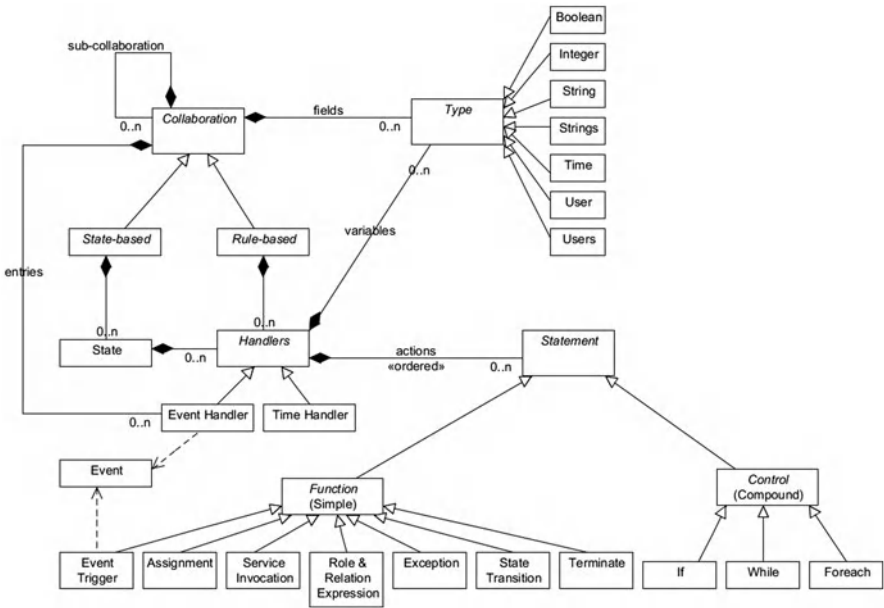 Boolean
sub-collaboration
Integer
Collaboration
fields
Type
String
0..n
0..n
Strings
Time
0..n
User
State-based
Rule-based
variables
Users
entries
0..n
0..n
State
0..n
Handlers
actions
«ordered»
0..n
Statement
0..n
Event Handler
Time Handler
Event
Function
(Simple)
Control
(Compound)
Event
Trigger
Assignment
Service
Invocation
Role &
Relation
Expression
Exception
State
Transition
Terminate
If
While
Foreach